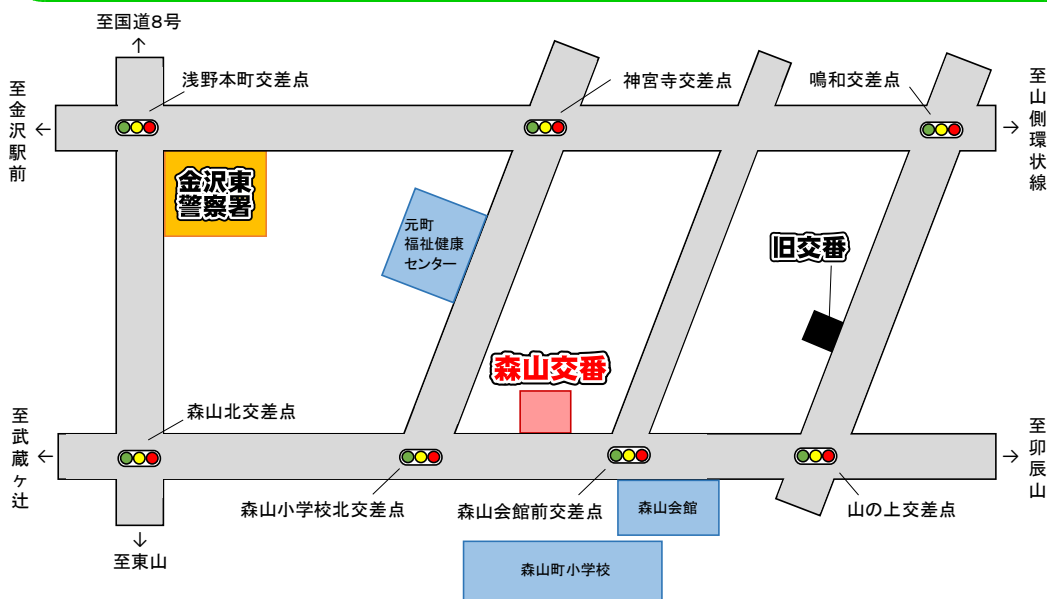 至国道8号
↑
浅野本町交差点
神宮寺交差点
鳴和交差点
至金沢駅前
←
至山側環状線
→
金沢東
警察署
元町
福祉健康
センター
旧交番
森山交番
森山北交差点
至武蔵ヶ辻
←
至卯辰山
→
森山小学校北交差点
森山会館前交差点
森山会館
山の上交差点
↓
至東山
森山町小学校